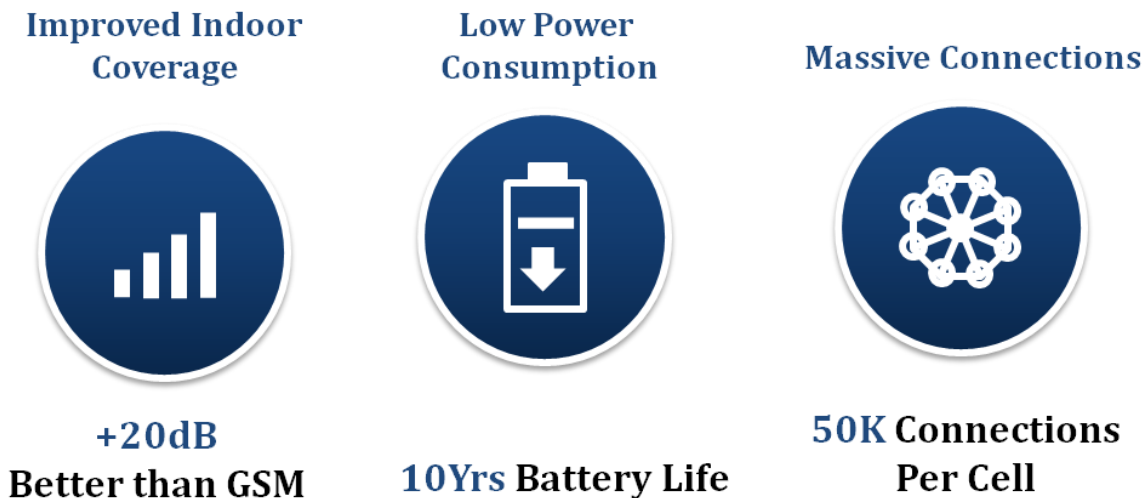 Improved Indoor
Coverage
+20dB
Better than GSM
Low Power
Consumption
10Yrs Battery Life
Massive Connections
50K Connections
Per Cell